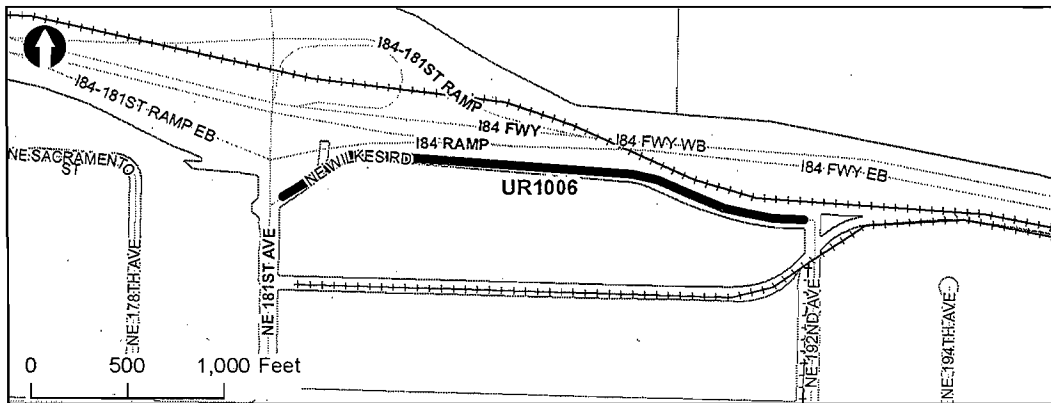 I84-181ST RAMP
I84-181ST RAMP EB
I84 FWY
I84 FWY WB
I84 RAMP
I84 FWY EB
NE SACRAMENTO
ST
NE WILKES RD
UR1006
NE 178TH AVE
NE 181ST AVE
NE 192ND AVE
NE 194TH AVE
0 500 1,000 Feet